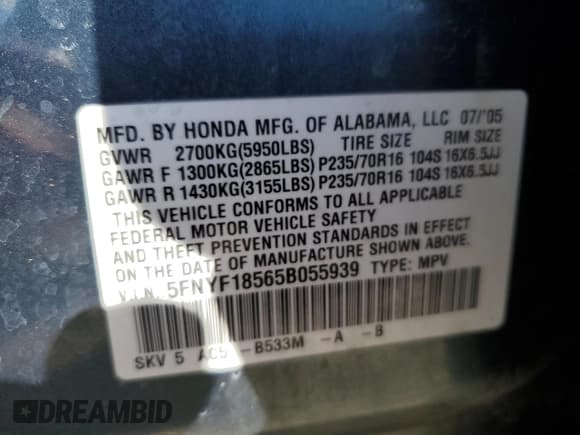 MFD. BY HONDA MFG. OF ALABAMA, LLC 07/'05
GVWR 2700KG(5950LBS) TIRE SIZE RIM SIZE
GAWR F 1300KG(2865LBS) P235/70R16 104S 16X6.5JJ
GAWR R 1430KG(3155LBS) P235/70R16 104S 16X6.5JJ
THIS VEHICLE CONFORMS TO ALL APPLICABLE
FEDERAL MOTOR VEHICLE SAFETY
AND THEFT PREVENTION STANDARDS IN EFFECT
ON THE DATE OF MANUFACTURE SHOWN ABOVE.
V.I.N. 5FNYF18565B055939 TYPE: MPV
SKV 5 AC5 -B533M -A -B
DREAMBID